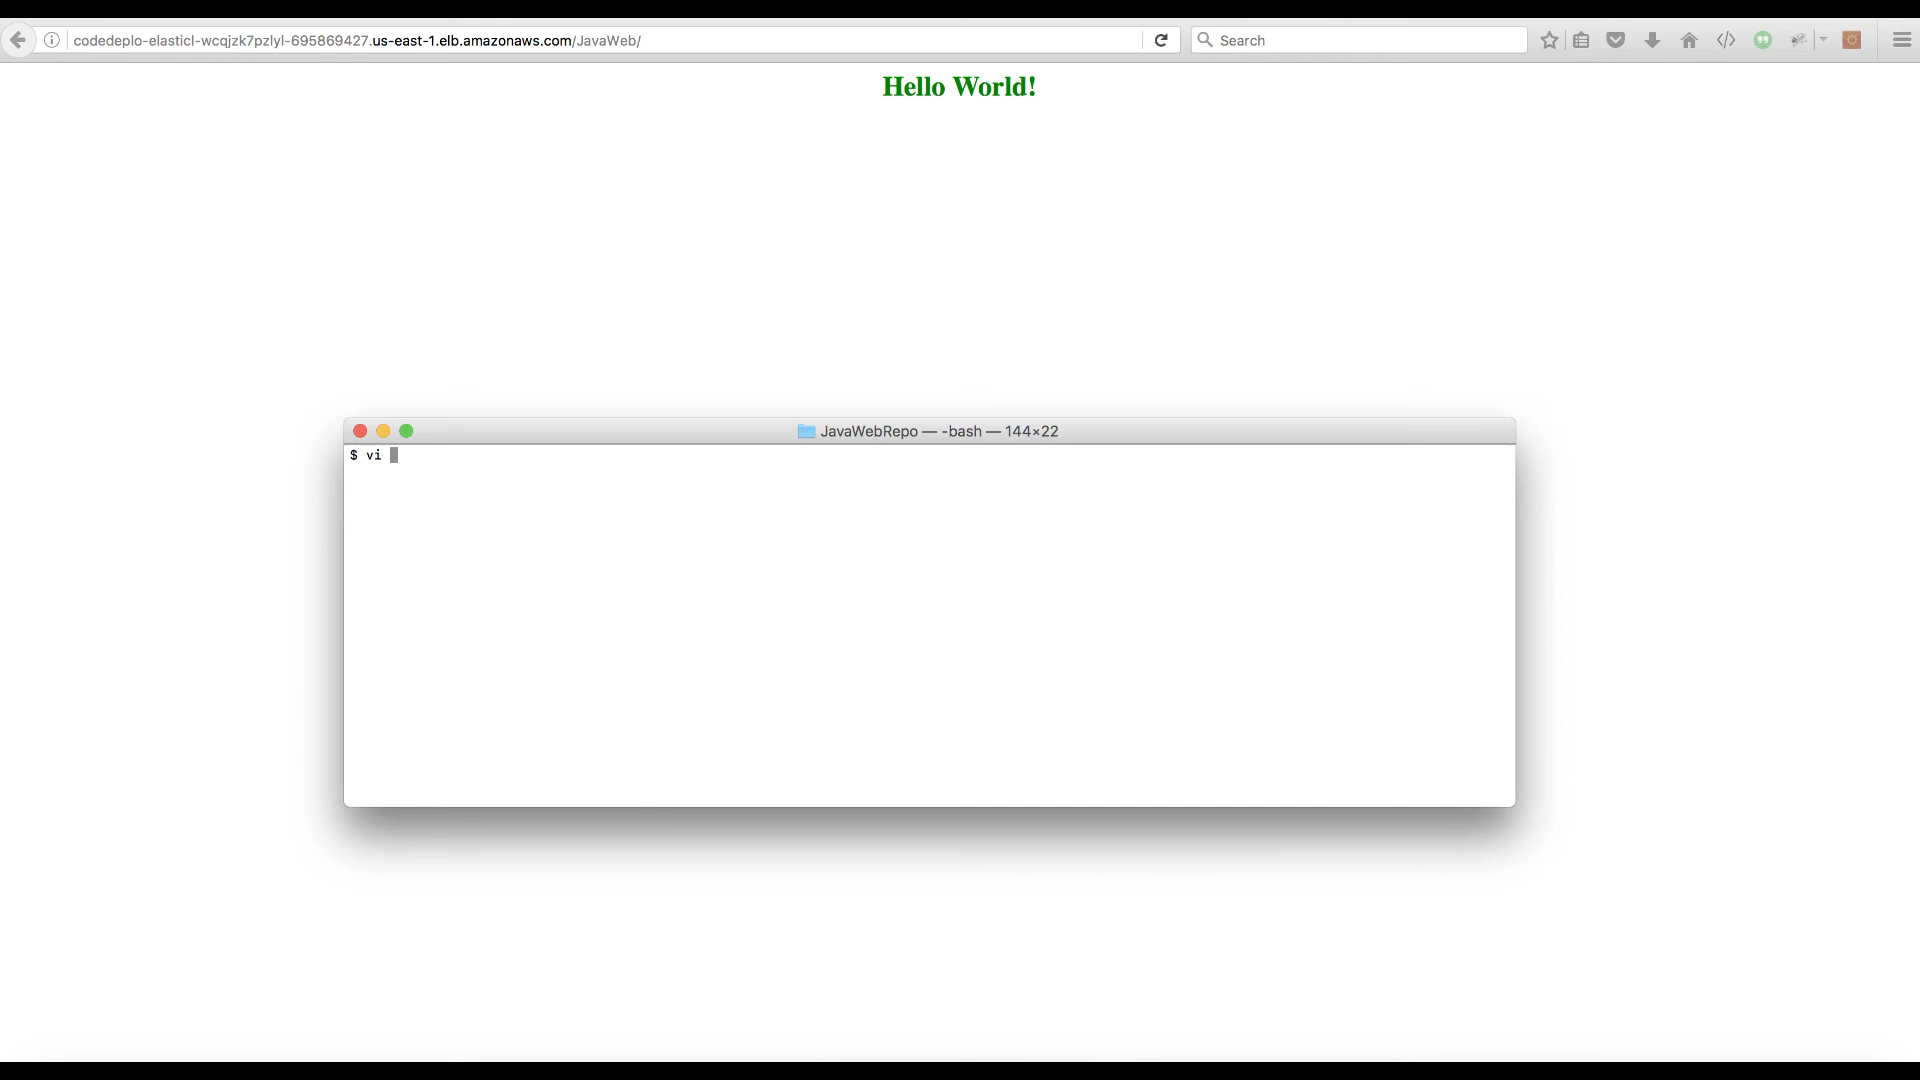 codedeplo-elasticl-wcqjzk7pzlyl-695869427.us-east-1.elb.amazonaws.com/JavaWeb/
Search
Hello World!
JavaWebRepo — -bash — 144×22
$ vi